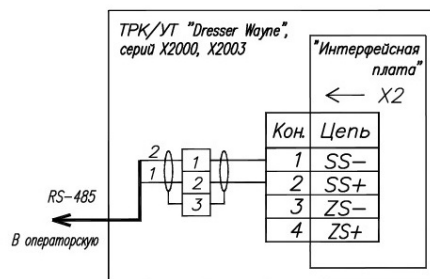 ТРК/УТ "Dresser Wayne",
серий X2000, X2003
"Интерфейсная
плата"
X2
Кон. Цепь
1 SS-
2 SS+
3 ZS-
4 ZS+
2
1
1
2
3
RS-485
В операторскую